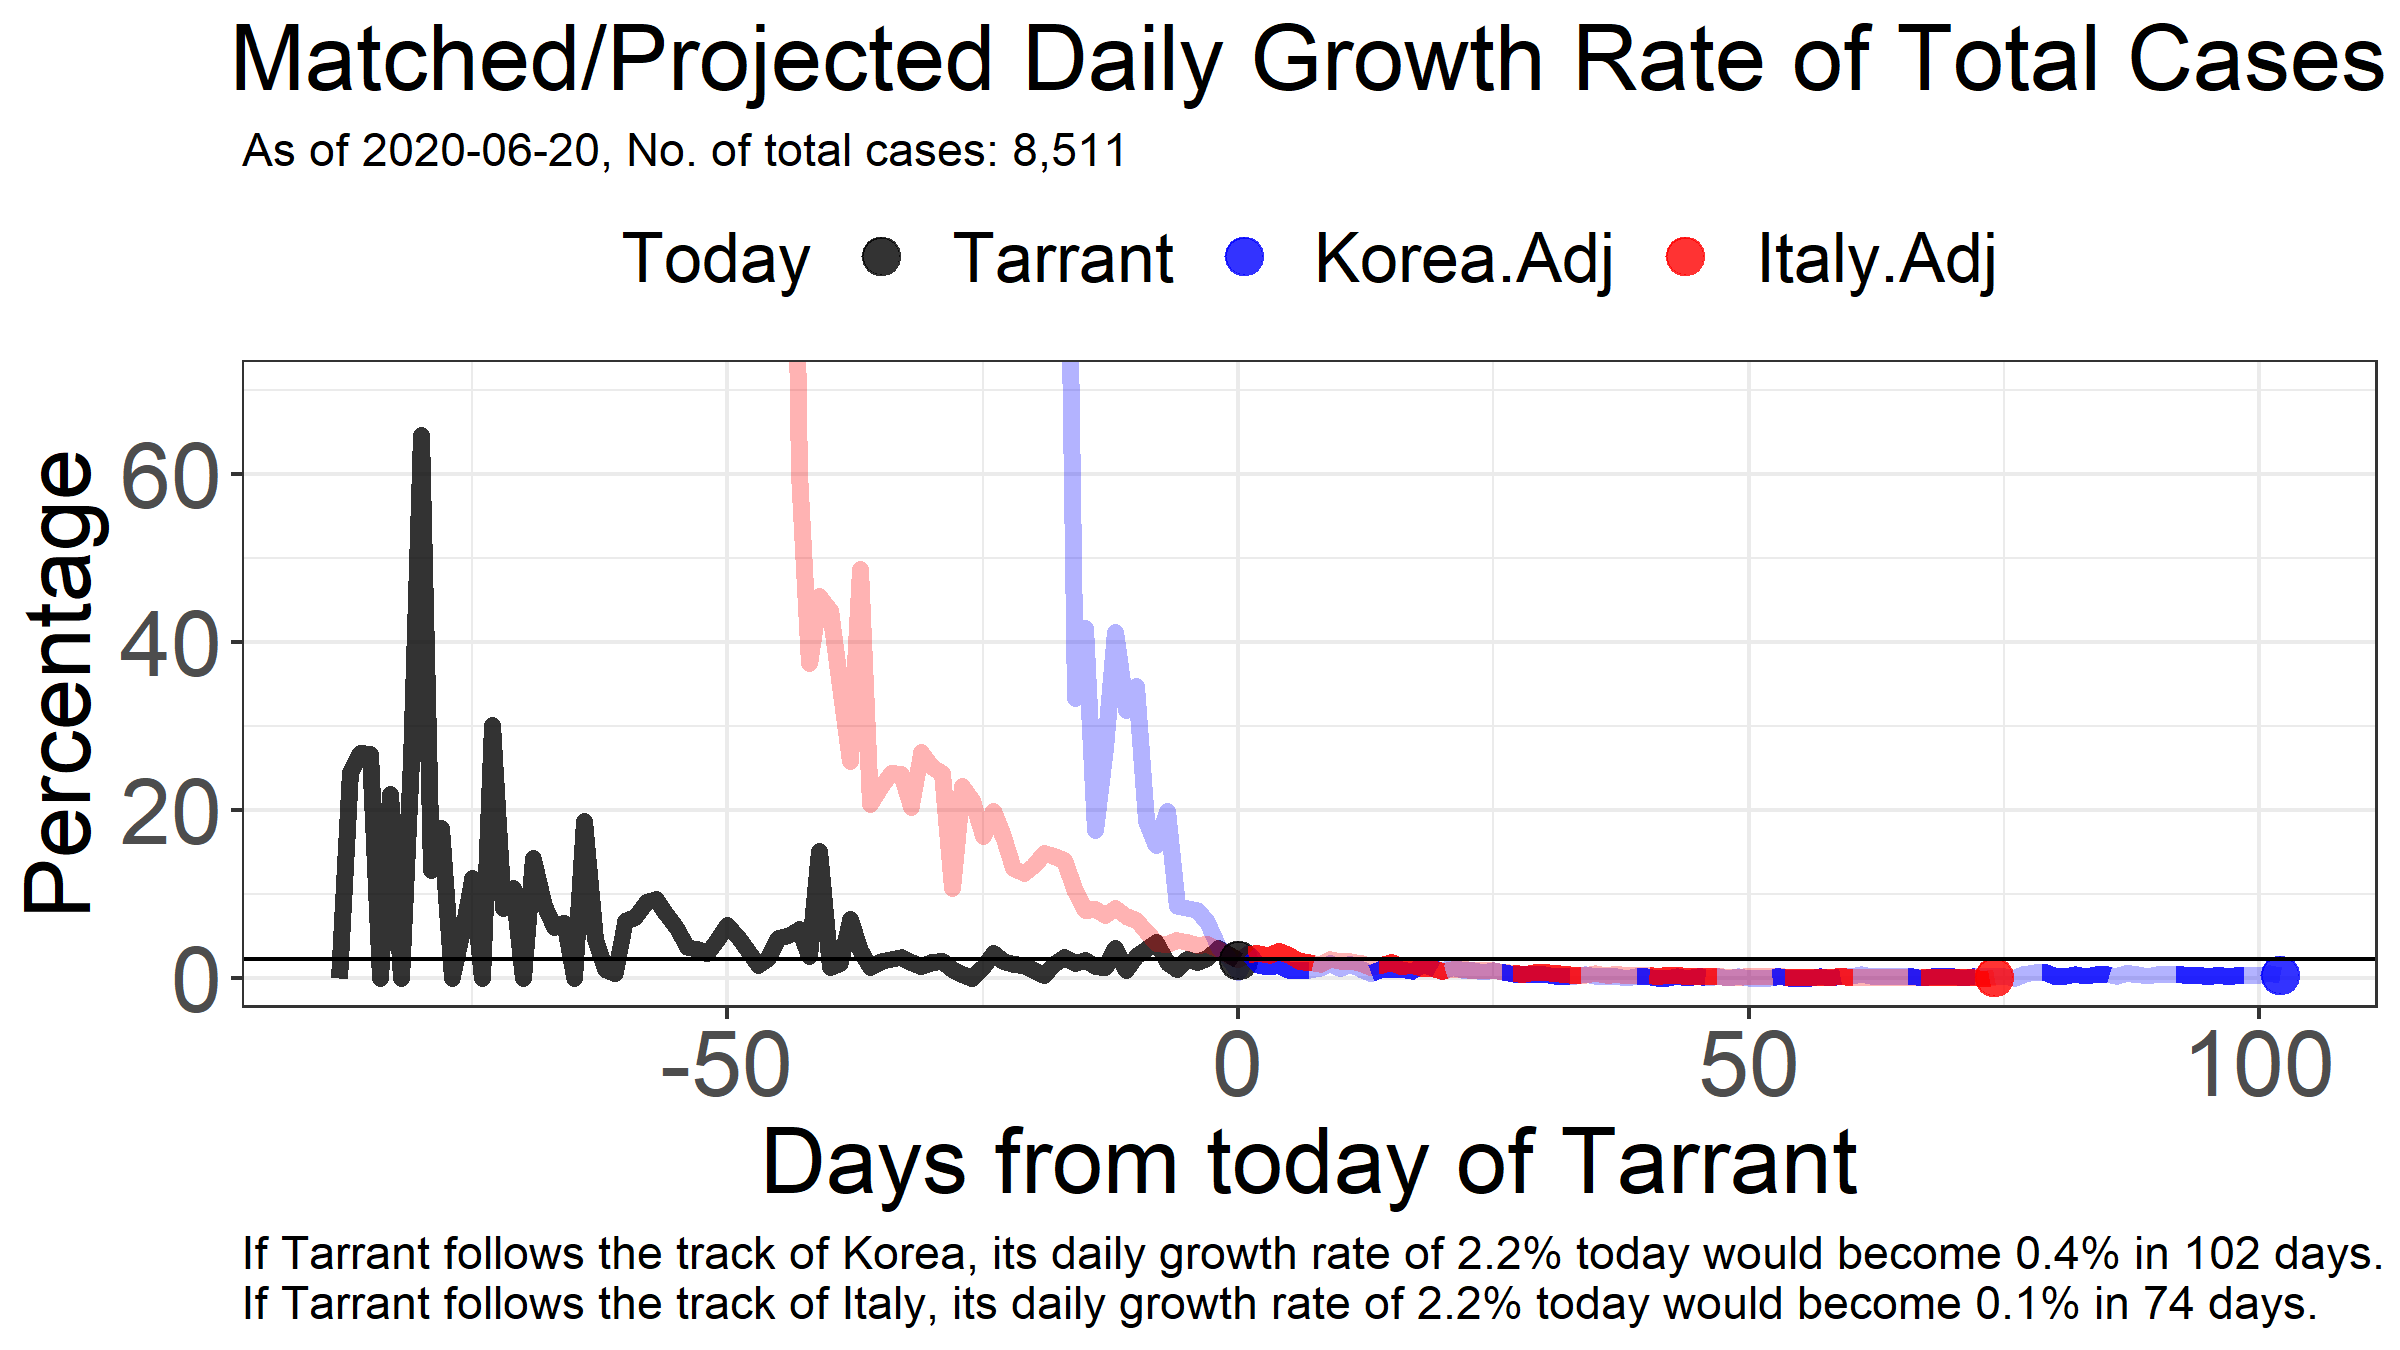 Matched/Projected Daily Growth Rate of Total Cases
As of 2020-06-20, No. of total cases: 8,511
Today Tarrant Korea.Adj Italy.Adj
Percentage
60
40
20
0
-50 0 50 100
Days from today of Tarrant
If Tarrant follows the track of Korea, its daily growth rate of 2.2% today would become 0.4% in 102 days.
If Tarrant follows the track of Italy, its daily growth rate of 2.2% today would become 0.1% in 74 days.